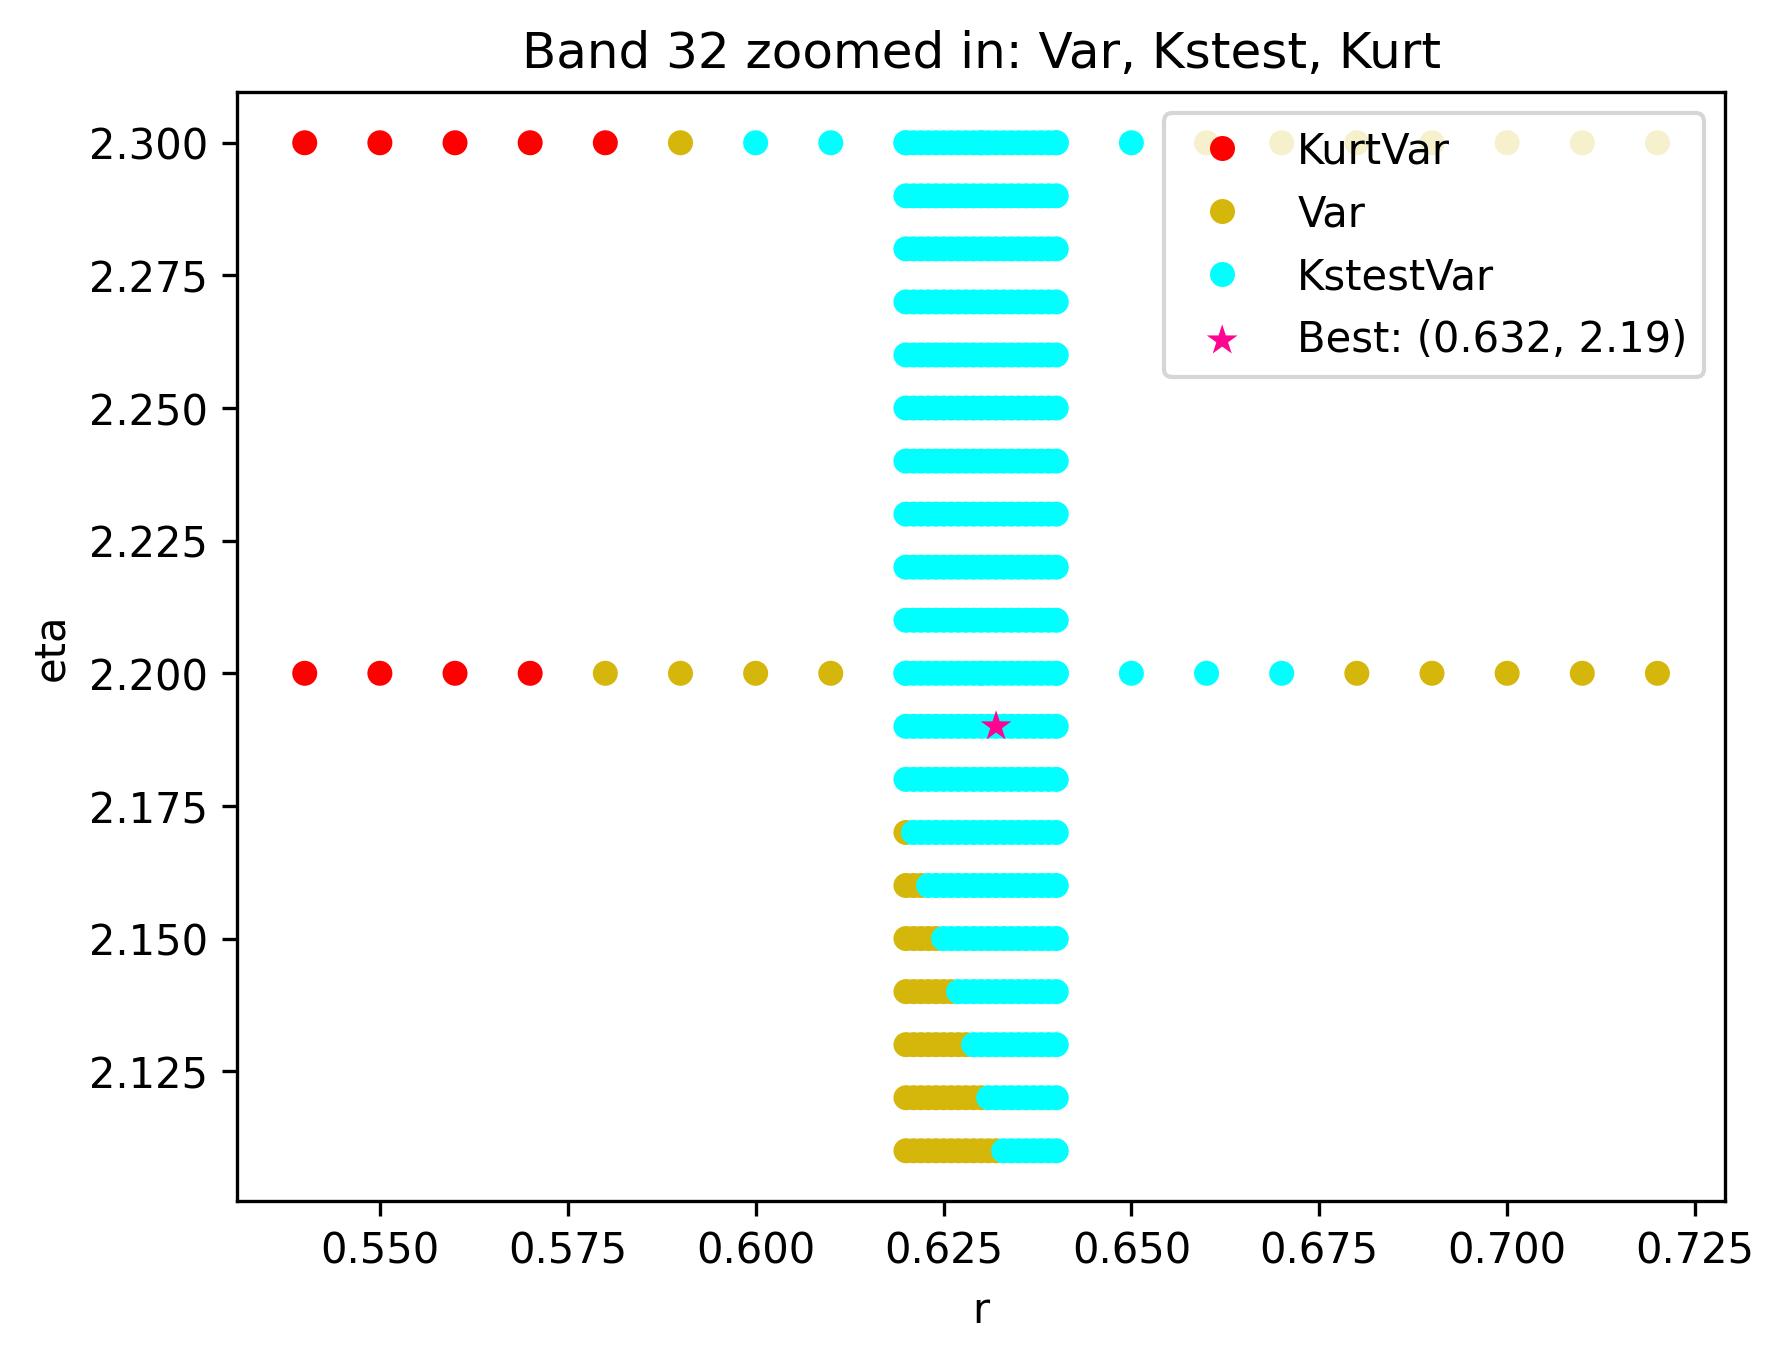 Band 32 zoomed in: Var, Kstest, Kurt
KurtVar
Var
KstestVar
Best: (0.632, 2.19)
2.300
2.275
2.250
2.225
2.200
2.175
2.150
2.125
eta
0.550 0.575 0.600 0.625 0.650 0.675 0.700 0.725
r